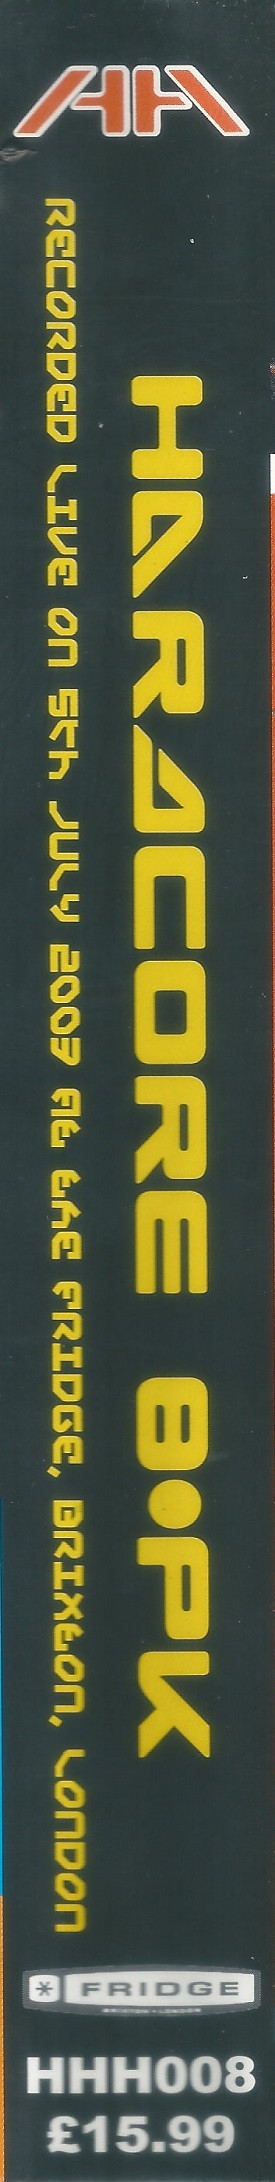 HH
HARDCORE 8•PK
RECORDED LIVE ON 5th JULY 2003 at the FRIDGE, BRIXTON, LONDON
FRIDGE
BRIXTON • LONDON
HHH008
£15.99